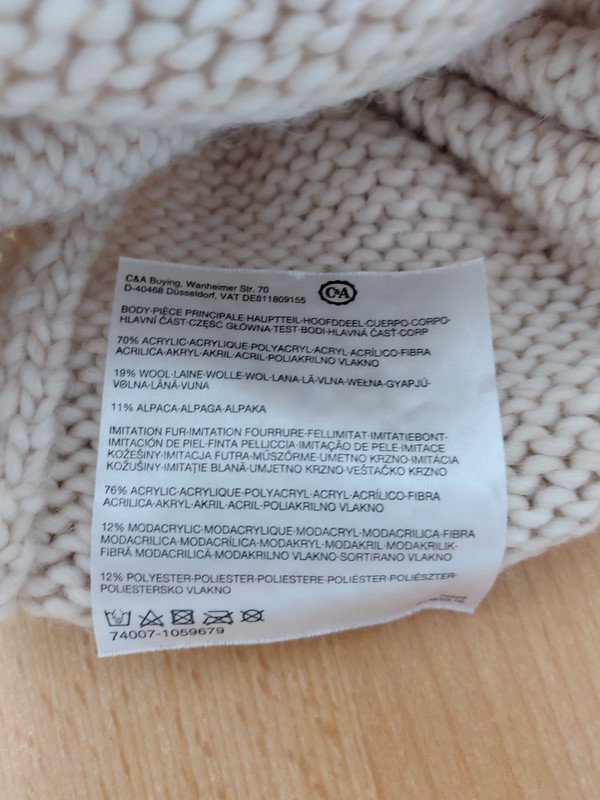 C&A Buying, Wanheimer Str. 70
D-40468 Düsseldorf, VAT DE811809155
C&A
BODY-PIÈCE PRINCIPALE-HAUPTTEIL-HOOFDDEEL-CUERPO-CORPO-
HLAVNÍ ČÁST-CZĘŚĆ GŁÓWNA-TEST-BODI-HLAVNÁ ČASŤ-CORP
70% ACRYLIC-ACRYLIQUE-POLYACRYL-ACRYL-ACRÍLICO-FIBRA
ACRILICA-AKRYL-AKRIL-ACRIL-POLIAKRILNO VLAKNO
19% WOOL-LAINE-WOLLE-WOL-LANA-LÃ-VLNA-WEŁNA-GYAPJÚ-
VOLNA-LÂNĂ-VUNA
11% ALPACA-ALPAGA-ALPAKA
IMITATION FUR-IMITATION FOURRURE-FELLIMITAT-IMITATIEBONT-
IMITACIÓN DE PIEL-FINTA PELLICCIA-IMITAÇÃO DE PELE-IMITACE
KOŽEŠINY-IMITACJA FUTRA-MŰSZŐRME-UMETNO KRZNO-IMITÁCIA
KOŽUŠINY-IMITAȚIE BLANĂ-UMJETNO KRZNO-VEŠTAČKO KRZNO
76% ACRYLIC-ACRYLIQUE-POLYACRYL-ACRYL-ACRÍLICO-FIBRA
ACRILICA-AKRYL-AKRIL-ACRIL-POLIAKRILNO VLAKNO
12% MODACRYLIC-MODACRYLIQUE-MODACRYL-MODACRILICA-FIBRA
MODACRILICA-MODACRÍLICA-MODAKRYL-MODAKRIL-MODAKRILIK-
FIBRĂ MODACRILICĂ-MODAKRILNO VLAKNO-SORTIRANO VLAKNO
12% POLYESTER-POLIESTER-POLIESTERE-POLIÉSTER-POLIÉSZTER-
POLIESTERSKO VLAKNO
74007-1059679